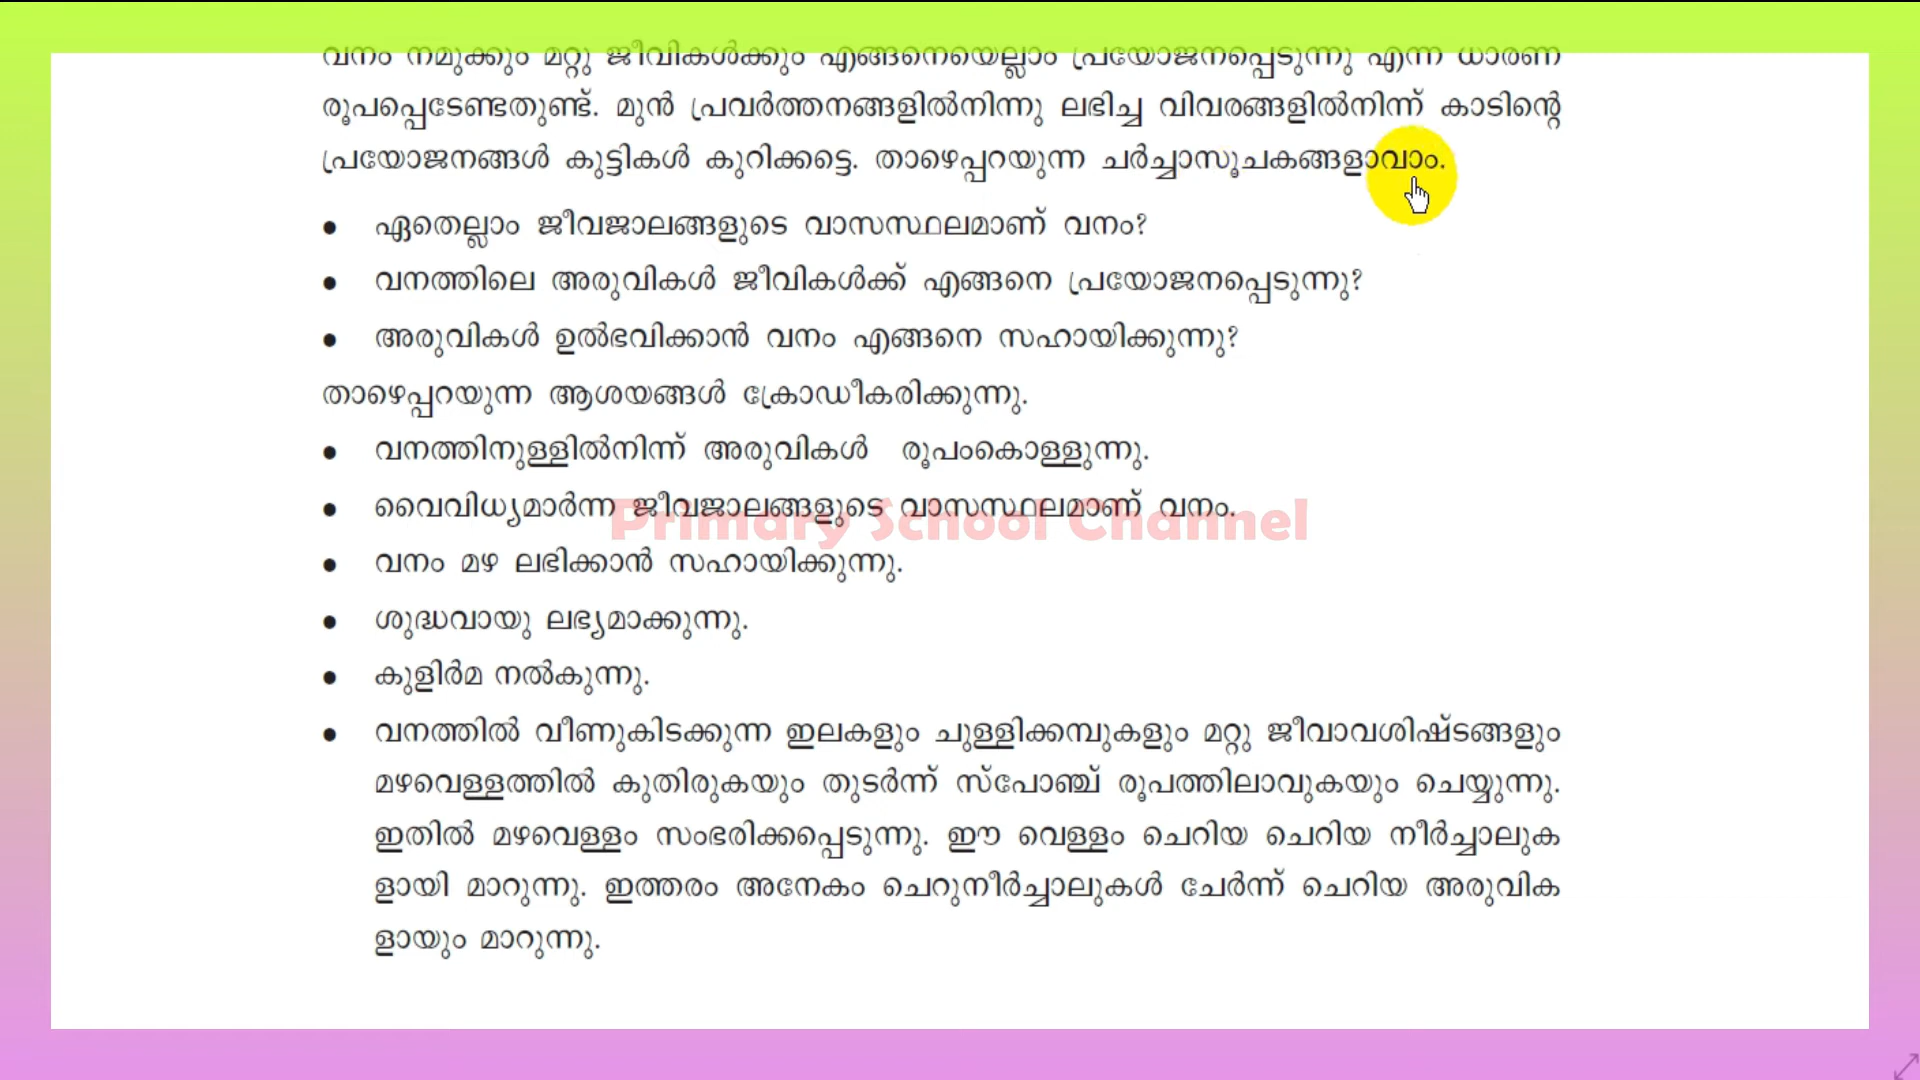 വനം നമുക്കും മറ്റു ജീവികൾക്കും എങ്ങനെയെല്ലാം പ്രയോജനപ്പെടുന്നു എന്ന ധാരണ
രൂപപ്പെടേണ്ടതുണ്ട്. മുൻ പ്രവർത്തനങ്ങളിൽനിന്നു ലഭിച്ച വിവരങ്ങളിൽനിന്ന് കാടിന്റെ
പ്രയോജനങ്ങൾ കുട്ടികൾ കുറിക്കട്ടെ. താഴെപ്പറയുന്ന ചർച്ചാസൂചകങ്ങളാവാം.
• ഏതെല്ലാം ജീവജാലങ്ങളുടെ വാസസ്ഥലമാണ് വനം?
• വനത്തിലെ അരുവികൾ ജീവികൾക്ക് എങ്ങനെ പ്രയോജനപ്പെടുന്നു?
• അരുവികൾ ഉൽഭവിക്കാൻ വനം എങ്ങനെ സഹായിക്കുന്നു?
താഴെപ്പറയുന്ന ആശയങ്ങൾ ക്രോഡീകരിക്കുന്നു.
• വനത്തിനുള്ളിൽനിന്ന് അരുവികൾ രൂപംകൊള്ളുന്നു.
• വൈവിധ്യമാർന്ന ജീവജാലങ്ങളുടെ വാസസ്ഥലമാണ് വനം.
Primary School Channel
• വനം മഴ ലഭിക്കാൻ സഹായിക്കുന്നു.
• ശുദ്ധവായു ലഭ്യമാക്കുന്നു.
• കുളിർമ നൽകുന്നു.
• വനത്തിൽ വീണുകിടക്കുന്ന ഇലകളും ചുള്ളിക്കമ്പുകളും മറ്റു ജീവാവശിഷ്ടങ്ങളും
മഴവെള്ളത്തിൽ കുതിരുകയും തുടർന്ന് സ്പോഞ്ച് രൂപത്തിലാവുകയും ചെയ്യുന്നു.
ഇതിൽ മഴവെള്ളം സംഭരിക്കപ്പെടുന്നു. ഈ വെള്ളം ചെറിയ ചെറിയ നീർച്ചാലുക
ളായി മാറുന്നു. ഇത്തരം അനേകം ചെറുനീർച്ചാലുകൾ ചേർന്ന് ചെറിയ അരുവിക
ളായും മാറുന്നു.